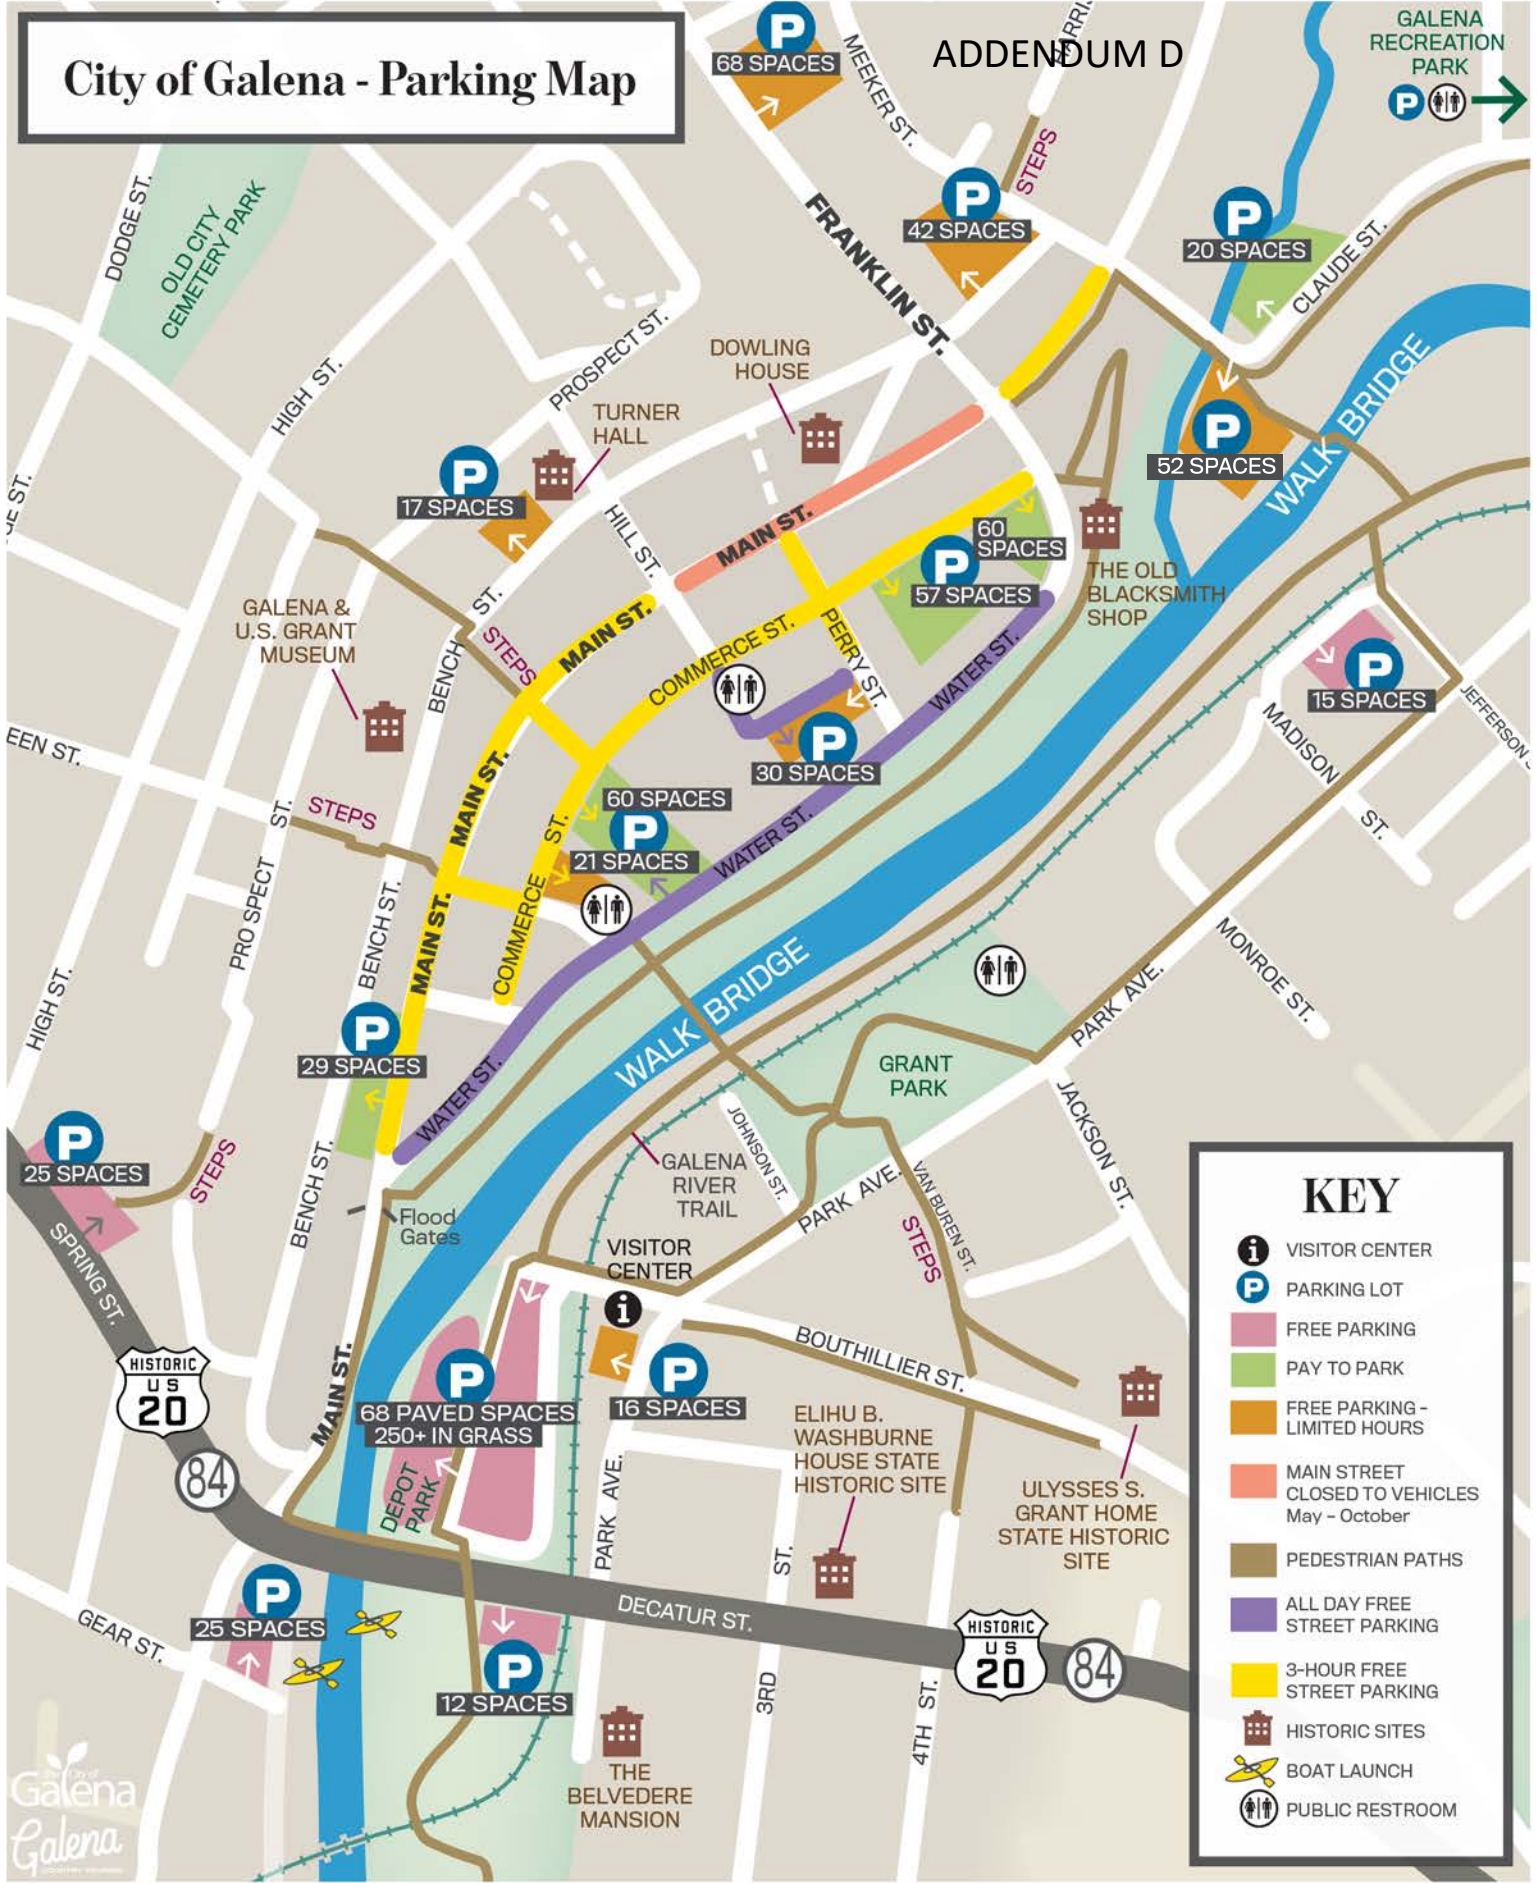 City of Galena - Parking Map
ADDENDUM D
GALENA
RECREATION
PARK
P
P
68 SPACES
MEEKER ST.
STEPS
P
42 SPACES
P
20 SPACES
CLAUDE ST.
DODGE ST.
OLD CITY
CEMETERY PARK
FRANKLIN ST.
HIGH ST.
PROSPECT ST.
DOWLING
HOUSE
TURNER
HALL
P
17 SPACES
P
52 SPACES
WALK BRIDGE
HILL ST.
MAIN ST.
60
SPACES
P
57 SPACES
THE OLD
BLACKSMITH
SHOP
GALENA &
U.S. GRANT
MUSEUM
BENCH ST.
STEPS
MAIN ST.
COMMERCE ST.
PERRY ST.
WATER ST.
P
15 SPACES
JEFFERSON
MADISON ST.
EEN ST.
P
30 SPACES
STEPS
MAIN ST.
60 SPACES
P
21 SPACES
WATER ST.
COMMERCE ST.
PROSPECT ST.
BENCH ST.
MAIN ST.
HIGH ST.
WALK BRIDGE
MONROE ST.
PARK AVE.
P
29 SPACES
WATER ST.
GRANT
PARK
JACKSON ST.
JOHNSON ST.
P
25 SPACES
STEPS
SPRING ST.
BENCH ST.
Flood
Gates
GALENA
RIVER
TRAIL
PARK AVE.
VAN BUREN ST.
STEPS
VISITOR
CENTER
i
HISTORIC
US
20
84
MAIN ST.
P
68 PAVED SPACES
250+ IN GRASS
DEPOT
PARK
P
16 SPACES
BOUTHILLIER ST.
ELIHU B.
WASHBURNE
HOUSE STATE
HISTORIC SITE
ULYSSES S.
GRANT HOME
STATE HISTORIC
SITE
PARK AVE.
3RD ST.
4TH ST.
DECATUR ST.
HISTORIC
US
20
84
GEAR ST.
P
25 SPACES
P
12 SPACES
THE
BELVEDERE
MANSION
Galena
Galena
KEY
i VISITOR CENTER
P PARKING LOT
FREE PARKING
PAY TO PARK
FREE PARKING -
LIMITED HOURS
MAIN STREET
CLOSED TO VEHICLES
May - October
PEDESTRIAN PATHS
ALL DAY FREE
STREET PARKING
3-HOUR FREE
STREET PARKING
HISTORIC SITES
BOAT LAUNCH
PUBLIC RESTROOM